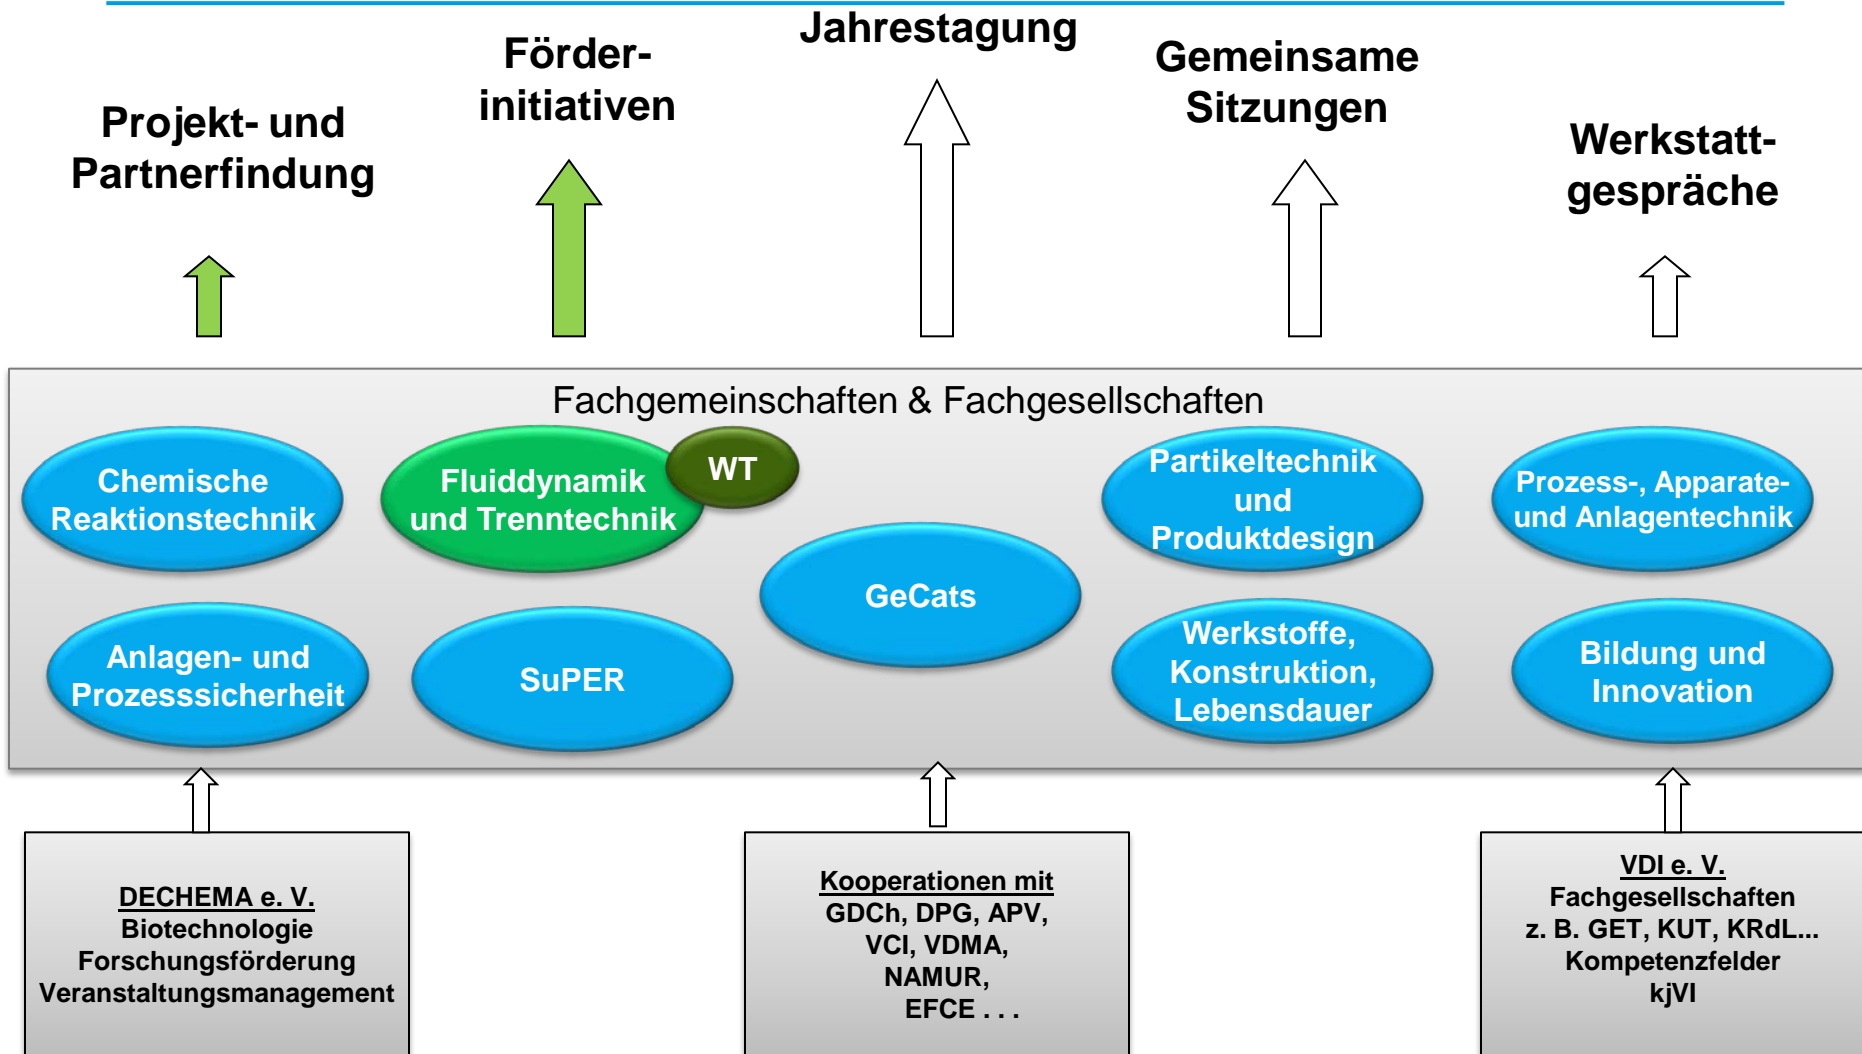 Jahrestagung
Förder-
initiativen
Gemeinsame
Sitzungen
Projekt- und
Partnerfindung
Werkstatt-
gespräche
Fachgemeinschaften & Fachgesellschaften
Chemische
Reaktionstechnik
Fluiddynamik
und Trenntechnik
WT
Partikeltechnik
und
Produktdesign
Prozess-, Apparate-
und Anlagentechnik
GeCats
Anlagen- und
Prozesssicherheit
SuPER
Werkstoffe,
Konstruktion,
Lebensdauer
Bildung und
Innovation
DECHEMA e. V.
Biotechnologie
Forschungsförderung
Veranstaltungsmanagement
Kooperationen mit
GDCh, DPG, APV,
VCI, VDMA,
NAMUR,
EFCE . . .
VDI e. V.
Fachgesellschaften
z. B. GET, KUT, KRdL...
Kompetenzfelder
kjVI